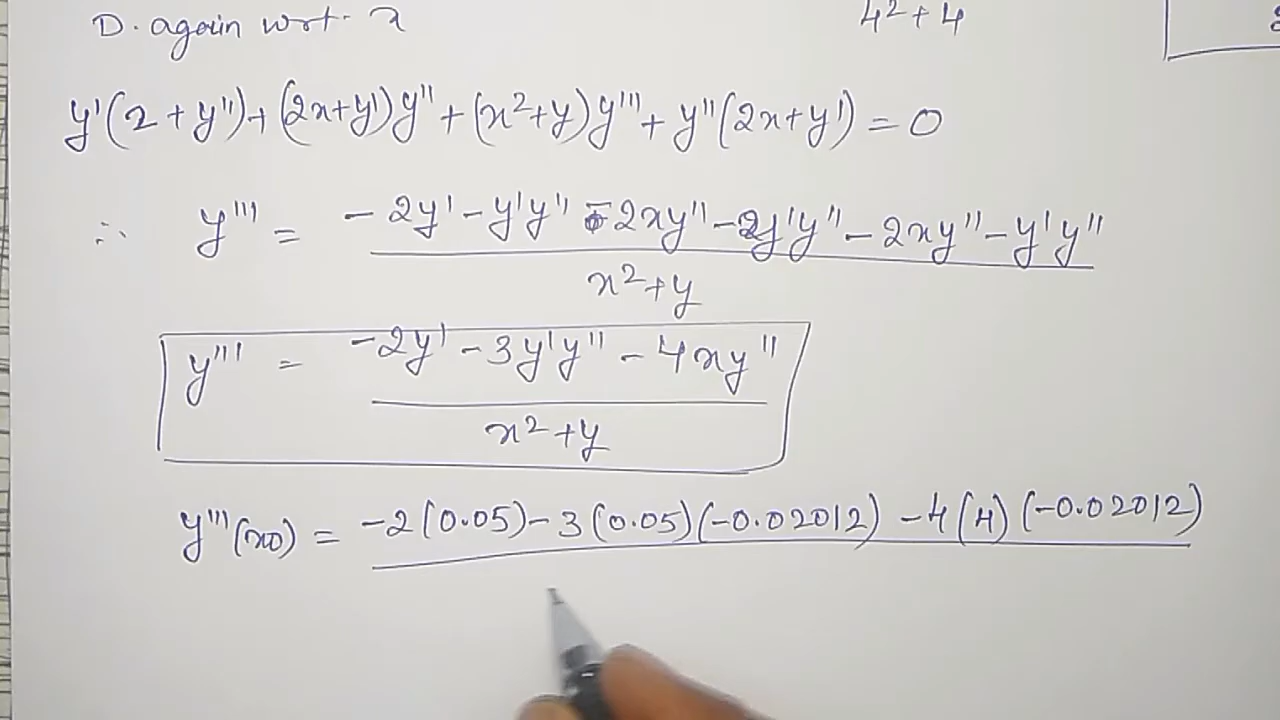 D. again wrt. x
4² + 4
y'(2 + y'') + (2x+y')y'' + (x²+y)y''' + y''(2x+y') = 0
∴ y''' = - 2y' - y'y'' - 2xy'' - y'y'' - 2xy'' - y'y''
x²+y
y''' = -2y' - 3y'y'' - 4xy''
x²+y
y'''(x0) = -2(0.05) - 3(0.05)(-0.02012) - 4(4)(-0.02012)